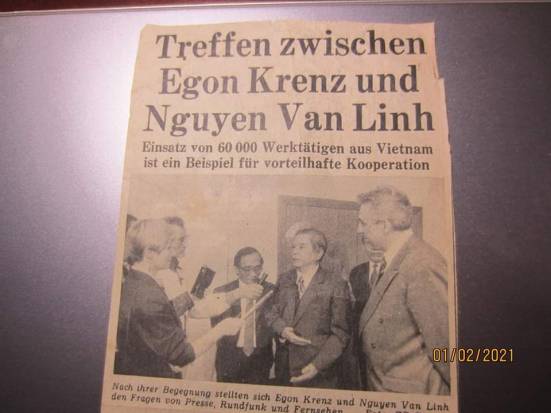 Treffen zwischen
Egon Krenz und
Nguyen Van Linh
Einsatz von 60 000 Werktätigen aus Vietnam
ist ein Beispiel für vorteilhafte Kooperation
Nach ihrer Begegnung stellten sich Egon Krenz und Nguyen Van Linh
den Fragen von Presse, Rundfunk und Fernsehen
01/02/2021